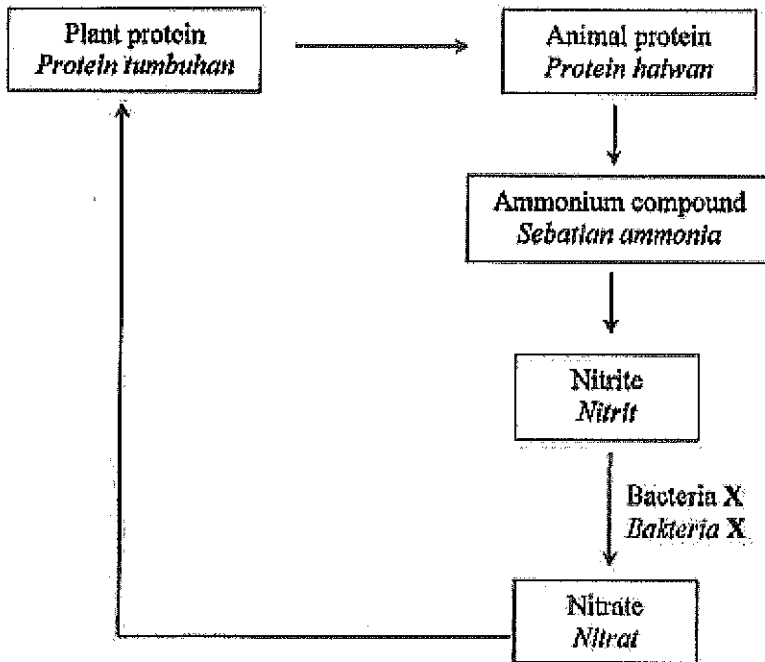 Plant protein
Protein tumbuhan
Animal protein
Protein haiwan
Ammonium compound
Sebatian ammonia
Nitrite
Nitrit
Bacteria X
Bakteria X
Nitrate
Nitrat